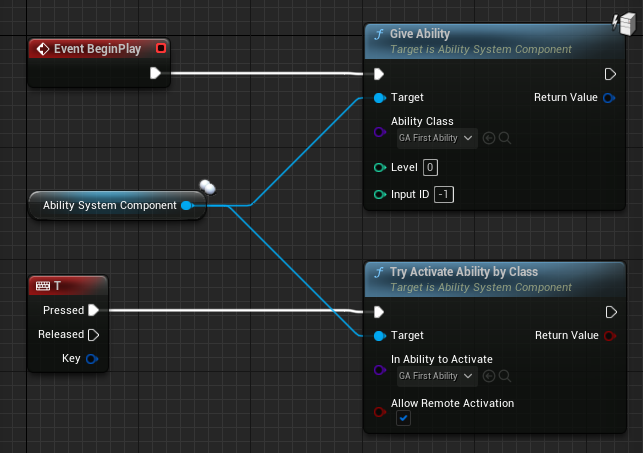 Event BeginPlay
Give Ability
Target is Ability System Component
Target
Return Value
Ability Class
GA First Ability
Level 0
Input ID -1
Ability System Component
T
Pressed
Released
Key
Try Activate Ability by Class
Target is Ability System Component
Target
Return Value
In Ability to Activate
GA First Ability
Allow Remote Activation